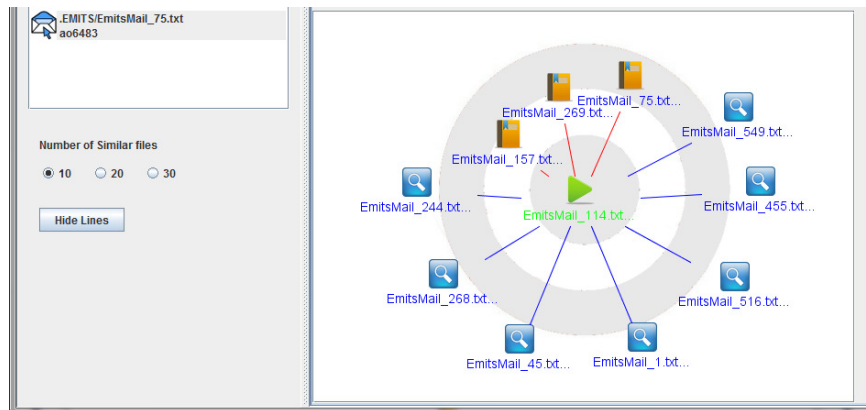 .EMITS/EmitsMail_75.txt
ao6483
Number of Similar files
10 20 30
Hide Lines
EmitsMail_75.txt...
EmitsMail_269.txt...
EmitsMail_549.txt...
EmitsMail_157.txt...
EmitsMail_244.txt...
EmitsMail_455.txt...
EmitsMail_114.txt...
EmitsMail_268.txt...
EmitsMail_516.txt...
EmitsMail_45.txt...
EmitsMail_1.txt...